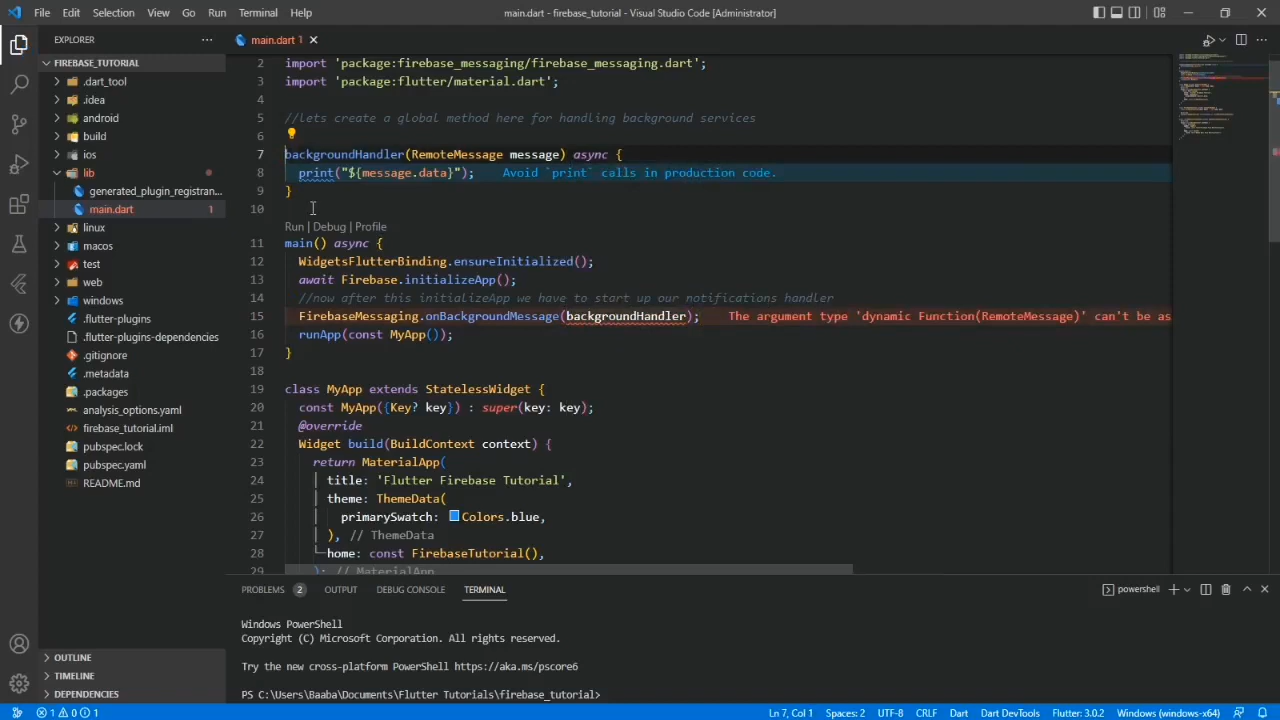 File Edit Selection View Go Run Terminal Help
main.dart - firebase_tutorial - Visual Studio Code [Administrator]
EXPLORER
FIREBASE_TUTORIAL
.dart_tool
.idea
android
build
ios
lib
generated_plugin_registran...
main.dart 1
linux
macos
test
web
windows
.flutter-plugins
.flutter-plugins-dependencies
.gitignore
.metadata
.packages
analysis_options.yaml
firebase_tutorial.iml
pubspec.lock
pubspec.yaml
README.md
OUTLINE
TIMELINE
DEPENDENCIES
main.dart 1
2 import 'package:firebase_messaging/firebase_messaging.dart';
3 import 'package:flutter/material.dart';
4
5 //lets create a global method here for handling background services
6
7 backgroundHandler(RemoteMessage message) async {
8 print("${message.data}"); Avoid `print` calls in production code.
9 }
10
Run | Debug | Profile
11 main() async {
12 WidgetsFlutterBinding.ensureInitialized();
13 await Firebase.initializeApp();
14 //now after this initializeApp we have to start up our notifications handler
15 FirebaseMessaging.onBackgroundMessage(backgroundHandler); The argument type 'dynamic Function(RemoteMessage)' can't be as
16 runApp(const MyApp());
17 }
18
19 class MyApp extends StatelessWidget {
20 const MyApp({Key? key}) : super(key: key);
21 @override
22 Widget build(BuildContext context) {
23 return MaterialApp(
24 title: 'Flutter Firebase Tutorial',
25 theme: ThemeData(
26 primarySwatch: Colors.blue,
27 ), // ThemeData
28 home: const FirebaseTutorial(),
29 ); // MaterialApp
PROBLEMS 2 OUTPUT DEBUG CONSOLE TERMINAL
powershell
Windows PowerShell
Copyright (C) Microsoft Corporation. All rights reserved.
Try the new cross-platform PowerShell https://aka.ms/pscore6
PS C:\Users\Baaba\Documents\Flutter Tutorials\firebase_tutorial>
1 0 1 Ln 7, Col 1 Spaces: 2 UTF-8 CRLF Dart Dart DevTools Flutter: 3.0.2 Windows (windows-x64)